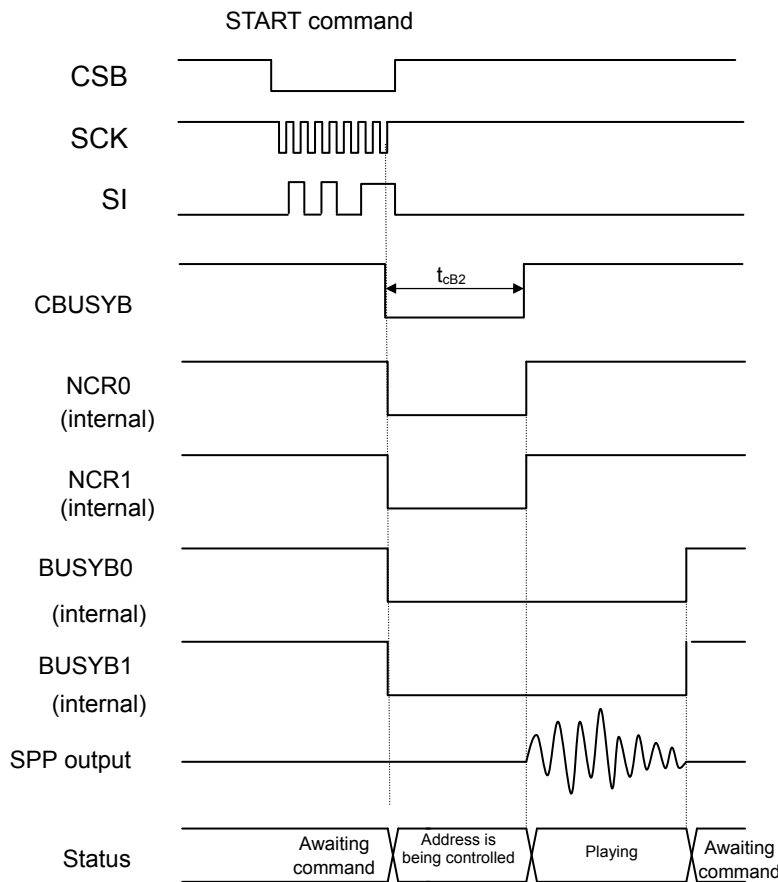 START command
CSB
SCK
SI
tcB2
CBUSYB
NCR0
(internal)
NCR1
(internal)
BUSYB0
(internal)
BUSYB1
(internal)
SPP output
Status
Awaiting
command
Address is
being controlled
Playing
Awaiting
command